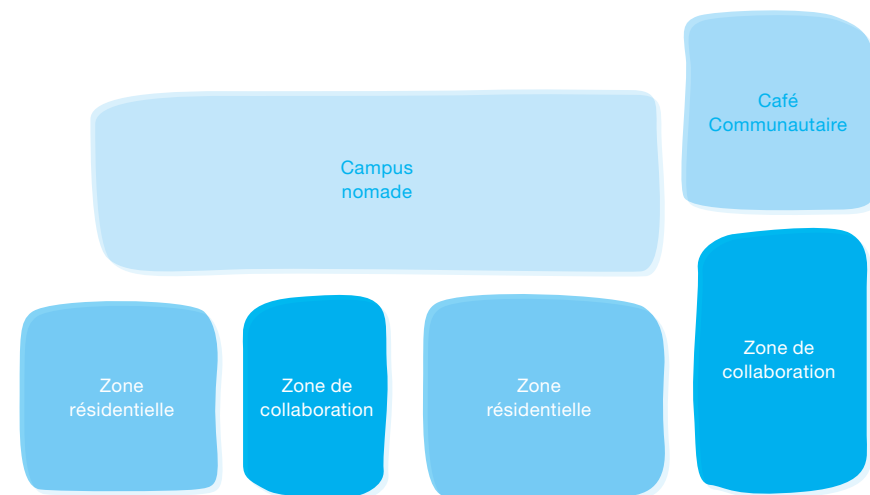 Café
Communautaire
Campus
nomade
Zone de
collaboration
Zone
résidentielle
Zone de
collaboration
Zone
résidentielle